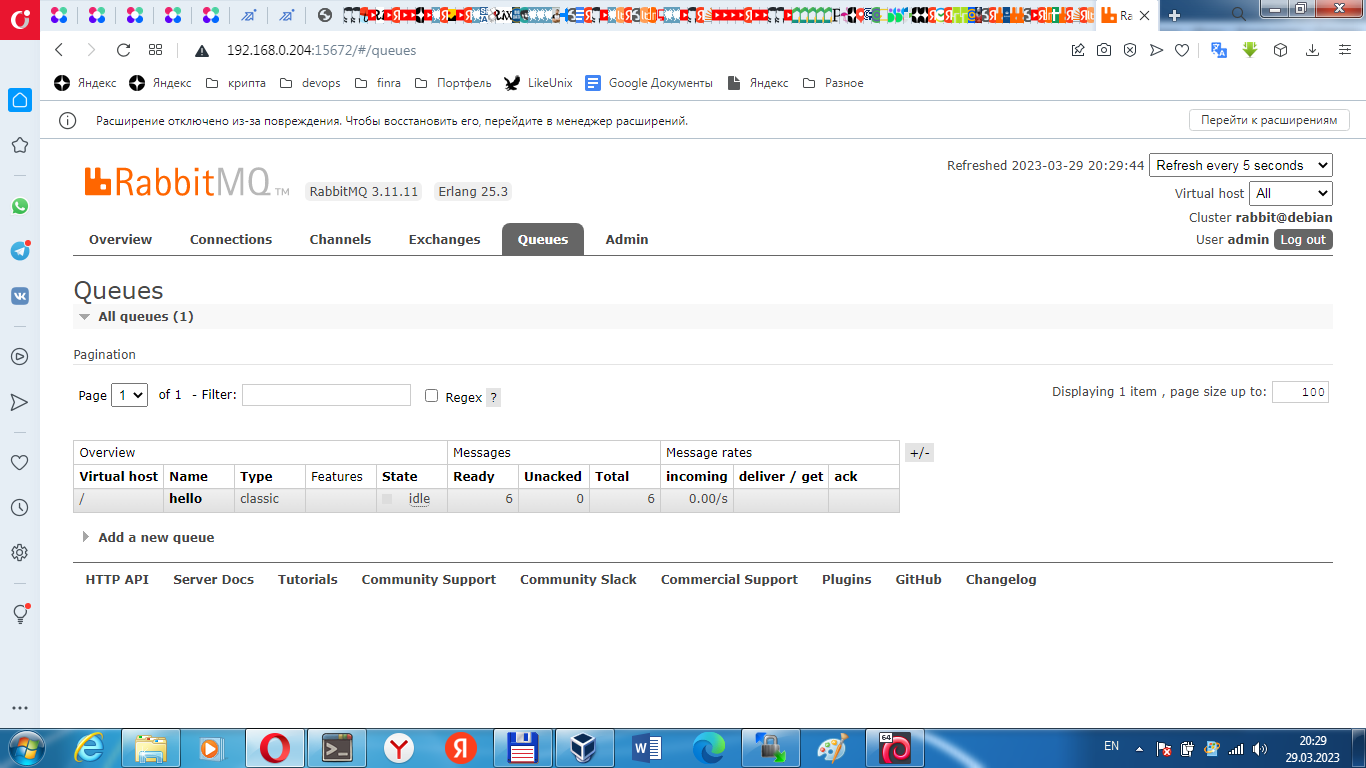 Ra
192.168.0.204:15672/#/queues
Яндекс Яндекс крипта devops finra Портфель LikeUnix Google Документы Яндекс Разное
Расширение отключено из-за повреждения. Чтобы восстановить его, перейдите в менеджер расширений. Перейти к расширениям
RabbitMQ TM RabbitMQ 3.11.11 Erlang 25.3
Refreshed 2023-03-29 20:29:44 Refresh every 5 seconds
Virtual host All
Cluster rabbit@debian
User admin Log out
Overview Connections Channels Exchanges Queues Admin
Queues
All queues (1)
Pagination
Page 1 of 1 - Filter: Regex ? Displaying 1 item , page size up to: 100
Overview Messages Message rates +/-
Virtual host Name Type Features State Ready Unacked Total incoming deliver / get ack
/ hello classic idle 6 0 6 0.00/s
Add a new queue
HTTP API Server Docs Tutorials Community Support Community Slack Commercial Support Plugins GitHub Changelog
EN 20:29
29.03.2023
64